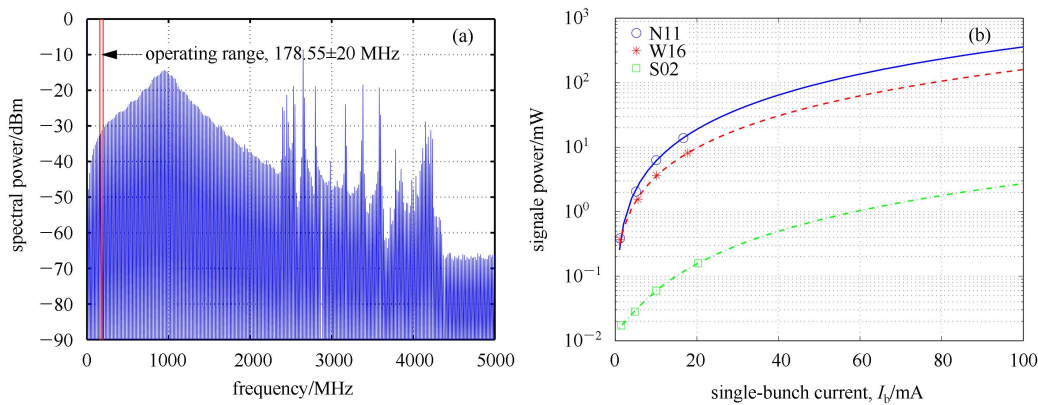 (a)
operating range, 178.55±20 MHz
spectral power/dBm
0
−10
−20
−30
−40
−50
−60
−70
−80
−90
0
1000
2000
3000
4000
5000
frequency/MHz
(b)
N11
W16
S02
signale power/mW
10³
10²
10¹
10⁰
10⁻¹
10⁻²
0
20
40
60
80
100
single-bunch current, I_b/mA